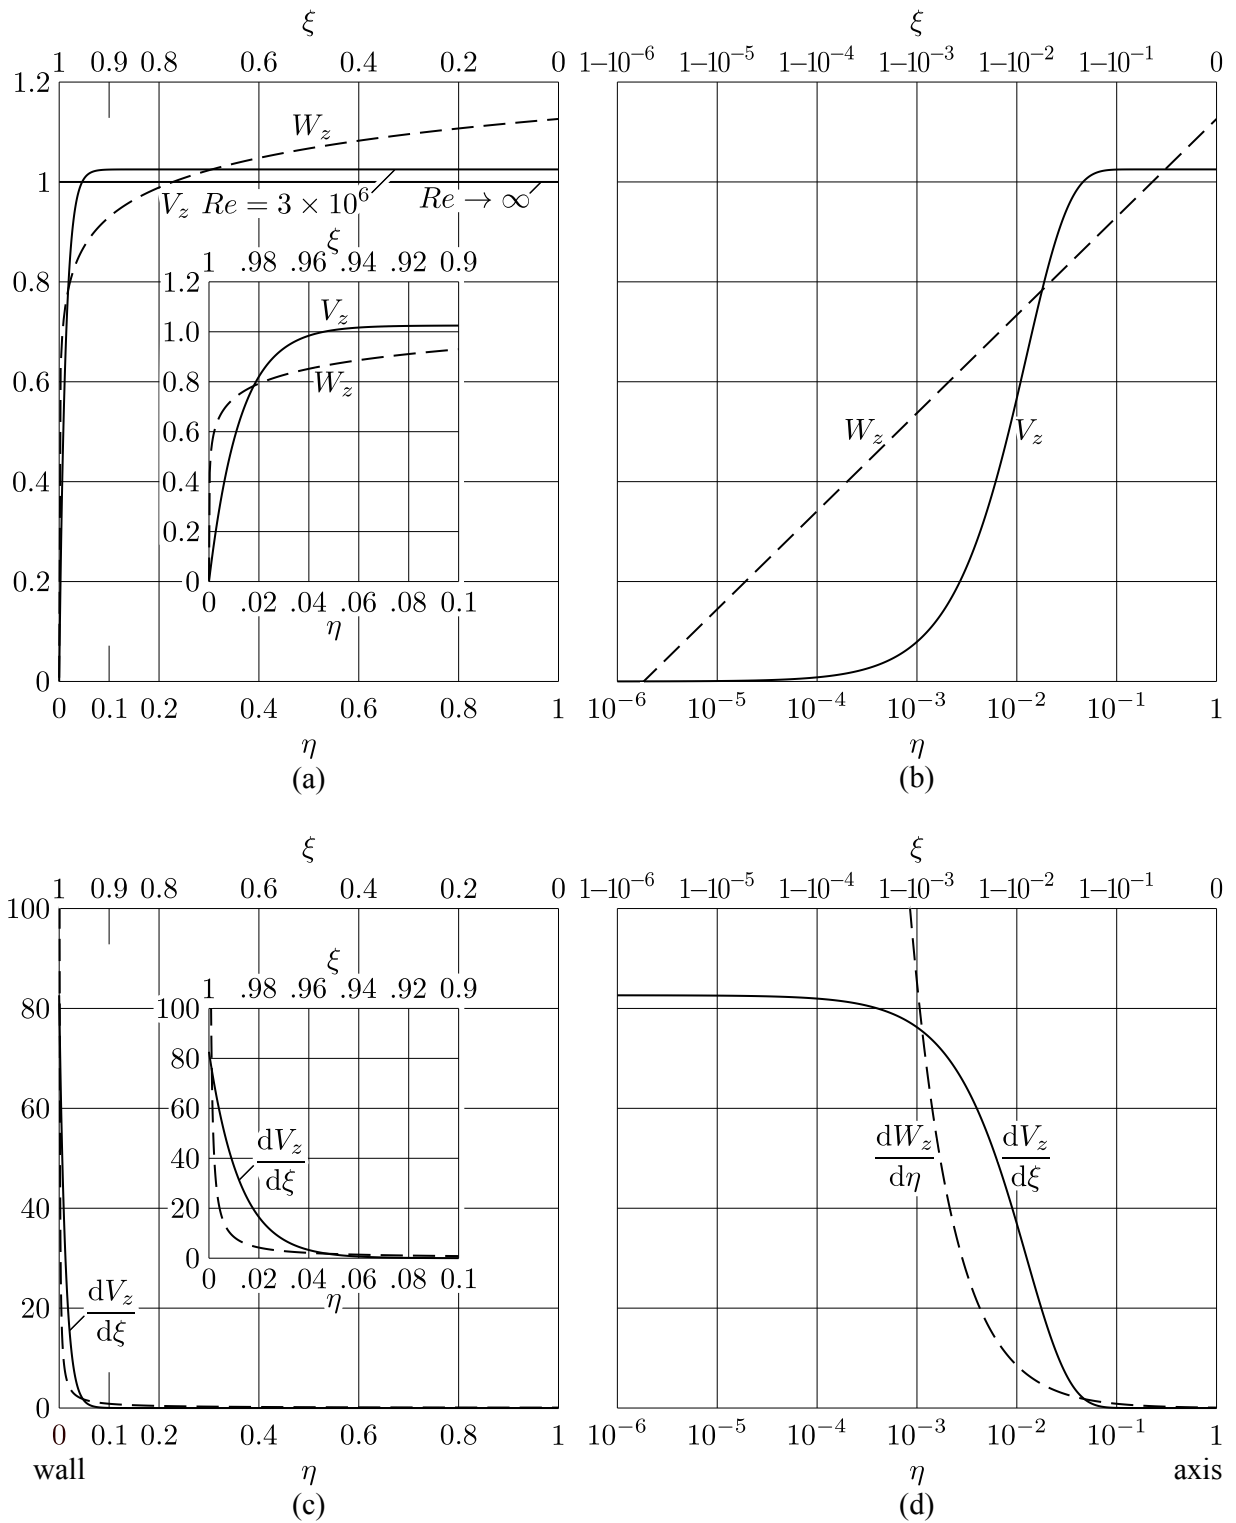 ξ ξ
1 0.9 0.8 0.6 0.4 0.2 0 1–10⁻⁶ 1–10⁻⁵ 1–10⁻⁴ 1–10⁻³ 1–10⁻² 1–10⁻¹ 0
1.2
W_z
1
V_z Re = 3 × 10⁶ Re → ∞
ξ
1 .98 .96 .94 .92 0.9
0.8 1.2
V_z
1.0
0.6 0.8
W_z
0.6 W_z V_z
0.4 0.4
0.2
0.2 0
0 .02 .04 .06 .08 0.1
η
0
0 0.1 0.2 0.4 0.6 0.8 1 10⁻⁶ 10⁻⁵ 10⁻⁴ 10⁻³ 10⁻² 10⁻¹ 1
η η
(a) (b)
ξ ξ
1 0.9 0.8 0.6 0.4 0.2 0 1–10⁻⁶ 1–10⁻⁵ 1–10⁻⁴ 1–10⁻³ 1–10⁻² 1–10⁻¹ 0
100
ξ
1 .98 .96 .94 .92 0.9
80 100
80
60 60
dV_z dW_z dV_z
40
dξ dη dξ
40 20
0
0 .02 .04 .06 .08 0.1
η
20 dV_z
dξ
0
0 0.1 0.2 0.4 0.6 0.8 1 10⁻⁶ 10⁻⁵ 10⁻⁴ 10⁻³ 10⁻² 10⁻¹ 1
wall η η axis
(c) (d)